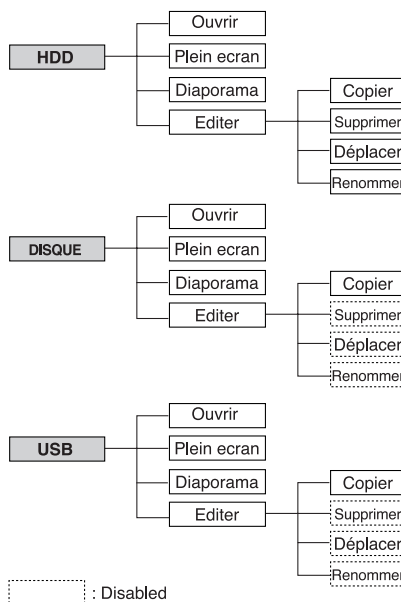 Ouvrir
HDD
Plein ecran
Diaporama
Copier
Editer
Supprimer
Déplacer
Renommer
Ouvrir
DISQUE
Plein ecran
Diaporama
Copier
Editer
Supprimer
Déplacer
Renommer
Ouvrir
USB
Plein ecran
Diaporama
Copier
Editer
Supprimer
Déplacer
Renommer
: Disabled